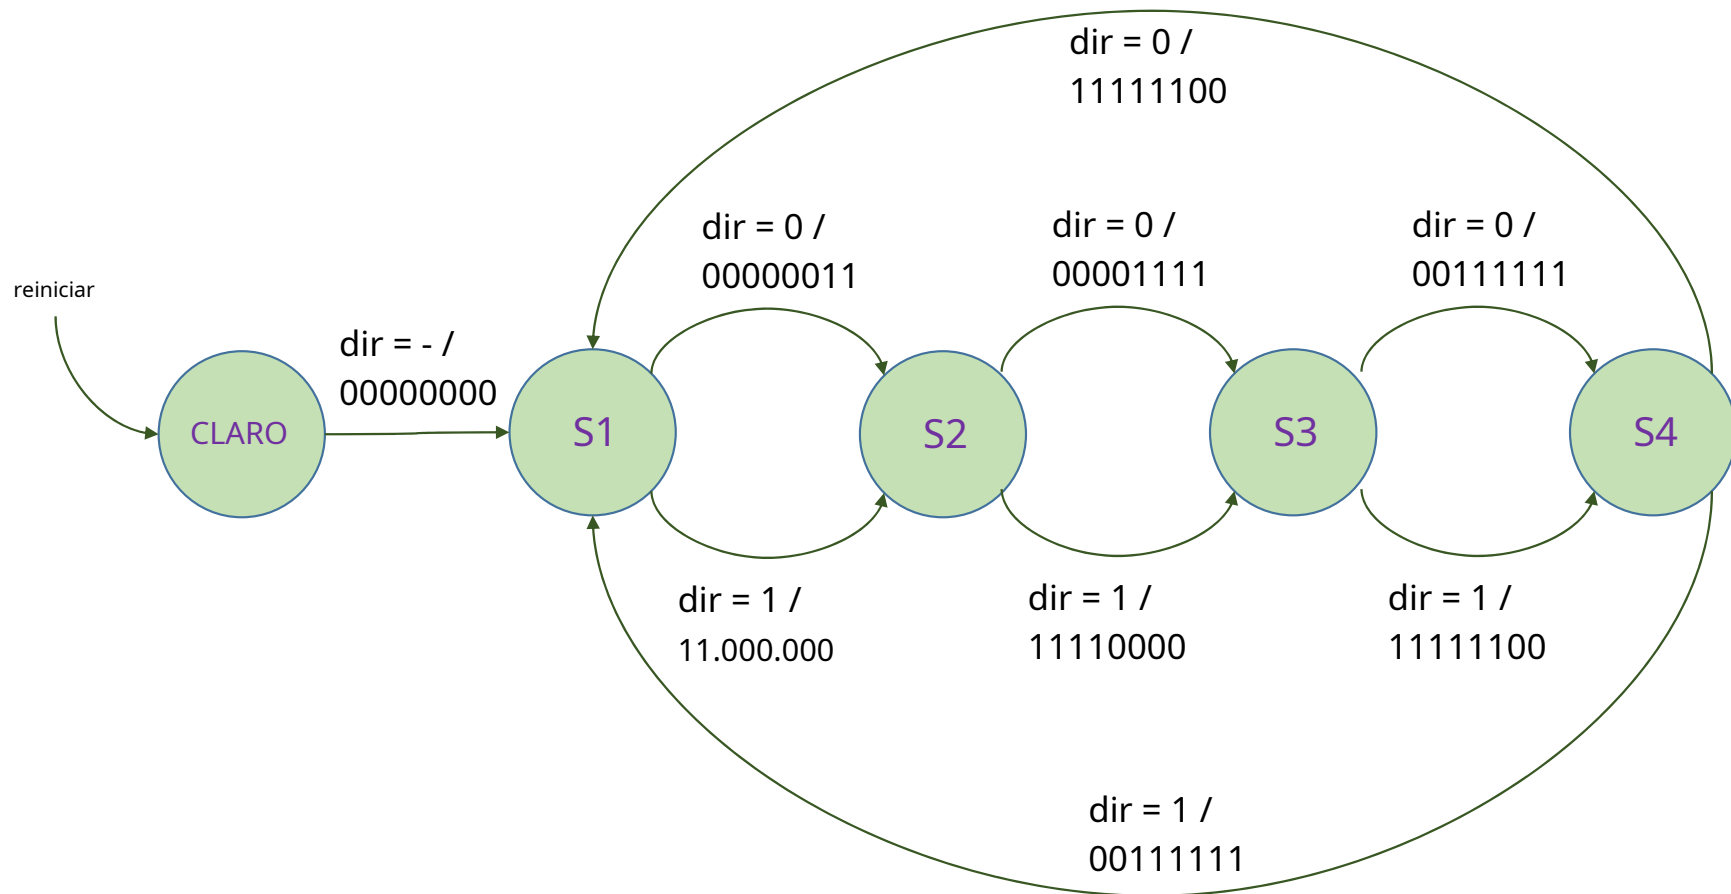 dir = 0 /
11111100
dir = 0 /
00000011
dir = 0 /
00001111
dir = 0 /
00111111
reiniciar
dir = - /
00000000
CLARO
S1
S2
S3
S4
dir = 1 /
11.000.000
dir = 1 /
11110000
dir = 1 /
11111100
dir = 1 /
00111111